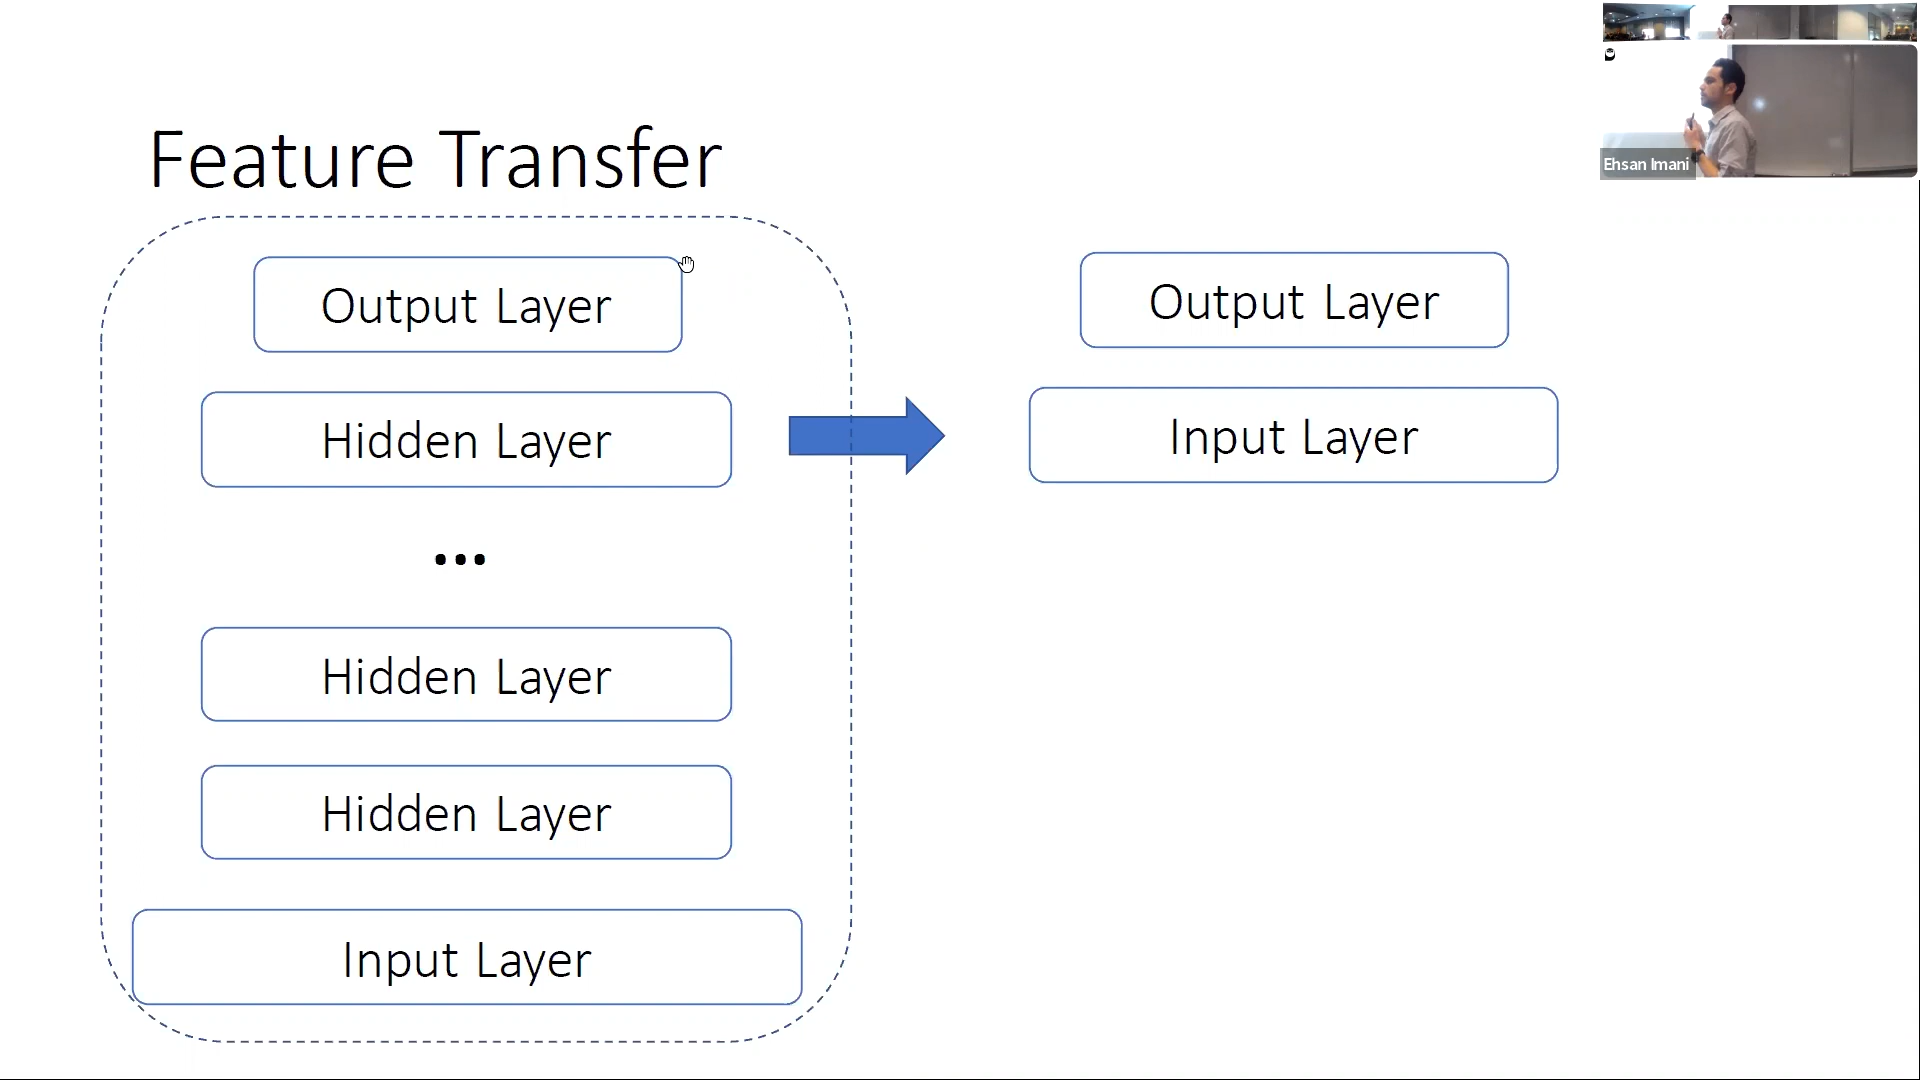 Feature Transfer
Output Layer
Hidden Layer
...
Hidden Layer
Hidden Layer
Input Layer
Output Layer
Input Layer
Ehsan Imani